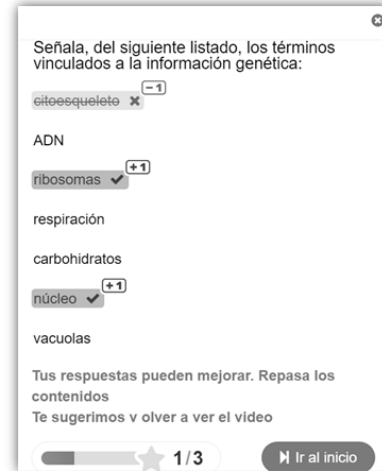 Señala, del siguiente listado, los términos
vinculados a la información genética:
citoesqueleto ✖ −1
ADN
ribosomas ✔ +1
respiración
carbohidratos
núcleo ✔ +1
vacuolas
Tus respuestas pueden mejorar. Repasa los
contenidos
Te sugerimos v olver a ver el video
1/3
Ir al inicio